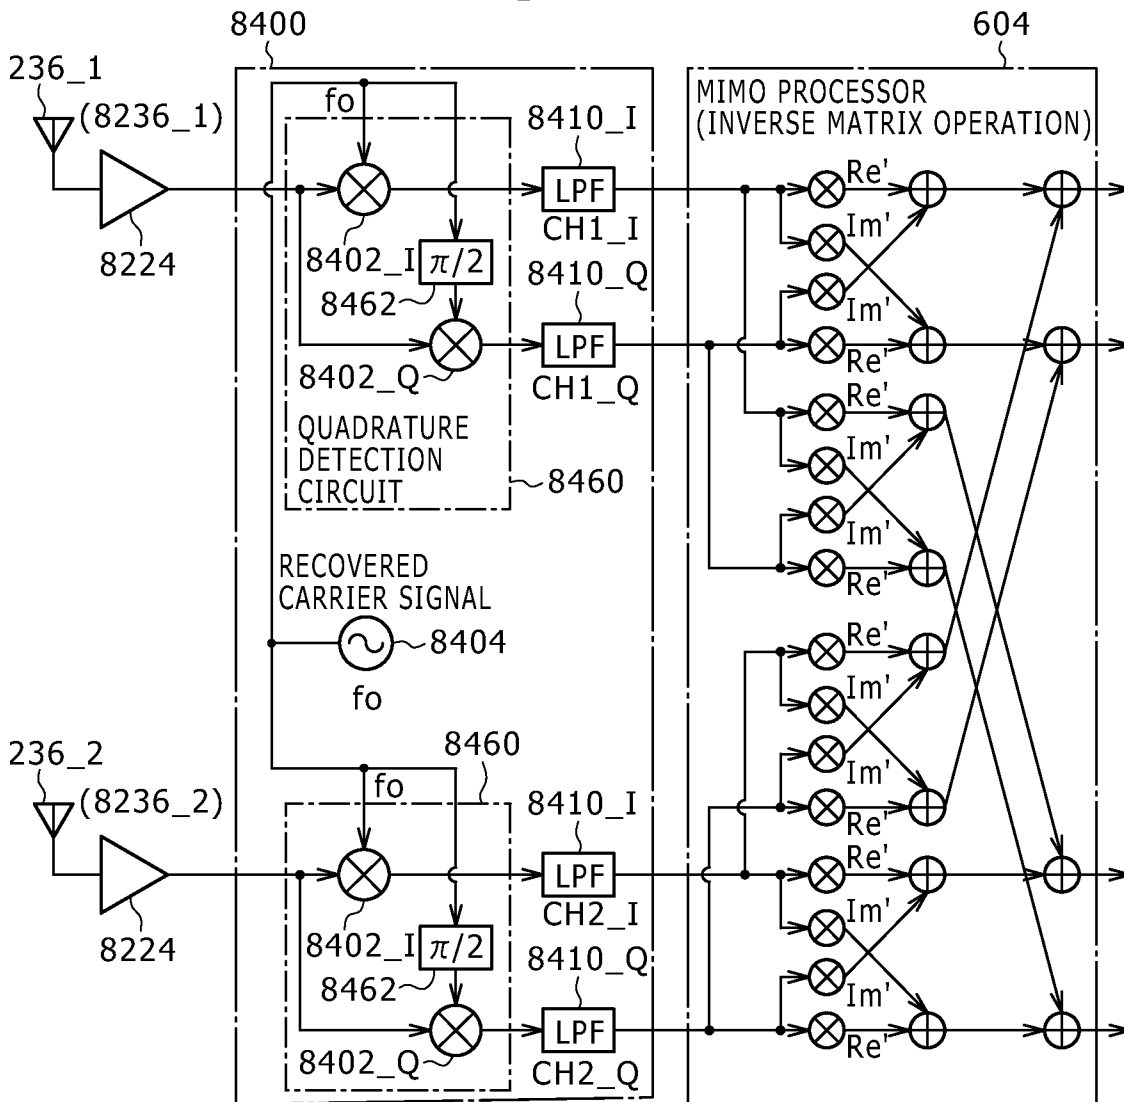 8400
604
236_1
(8236_1)
8224
fo
8410_I
LPF
CH1_I
8402_I
π/2
8462
8410_Q
LPF
CH1_Q
8402_Q
QUADRATURE
DETECTION
CIRCUIT
8460
RECOVERED
CARRIER SIGNAL
8404
fo
MIMO PROCESSOR
(INVERSE MATRIX OPERATION)
Re'
Im'
Im'
Re'
Re'
Im'
Im'
Re'
Re'
Im'
Im'
Re'
Re'
Im'
Im'
Re'
236_2
(8236_2)
8224
8460
fo
8410_I
LPF
CH2_I
8402_I
π/2
8462
8410_Q
LPF
CH2_Q
8402_Q